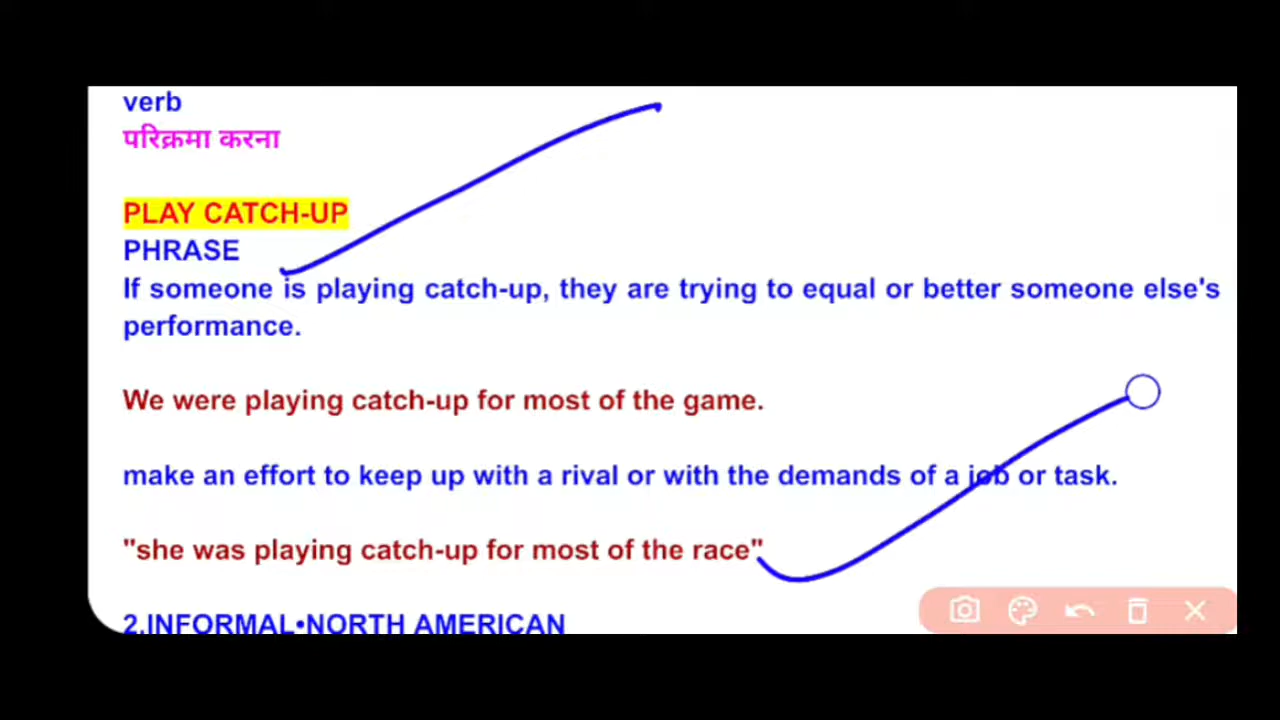 verb
परिक्रमा करना
PLAY CATCH-UP
PHRASE
If someone is playing catch-up, they are trying to equal or better someone else's
performance.
We were playing catch-up for most of the game.
make an effort to keep up with a rival or with the demands of a job or task.
"she was playing catch-up for most of the race"
2.INFORMAL•NORTH AMERICAN